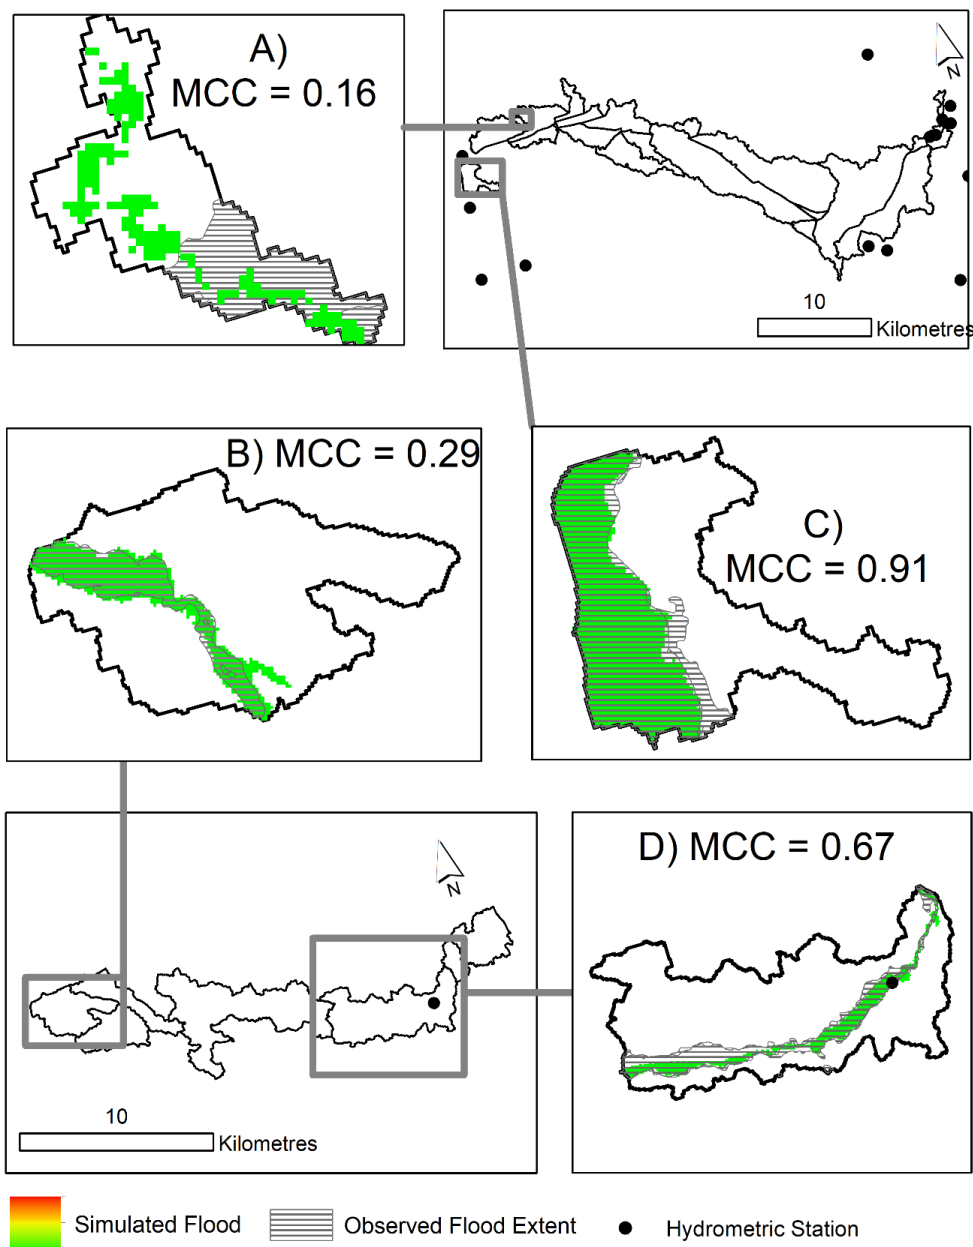 A)
MCC = 0.16
N
10
Kilometres
B) MCC = 0.29
C)
MCC = 0.91
N
10
Kilometres
D) MCC = 0.67
Simulated Flood
Observed Flood Extent
Hydrometric Station